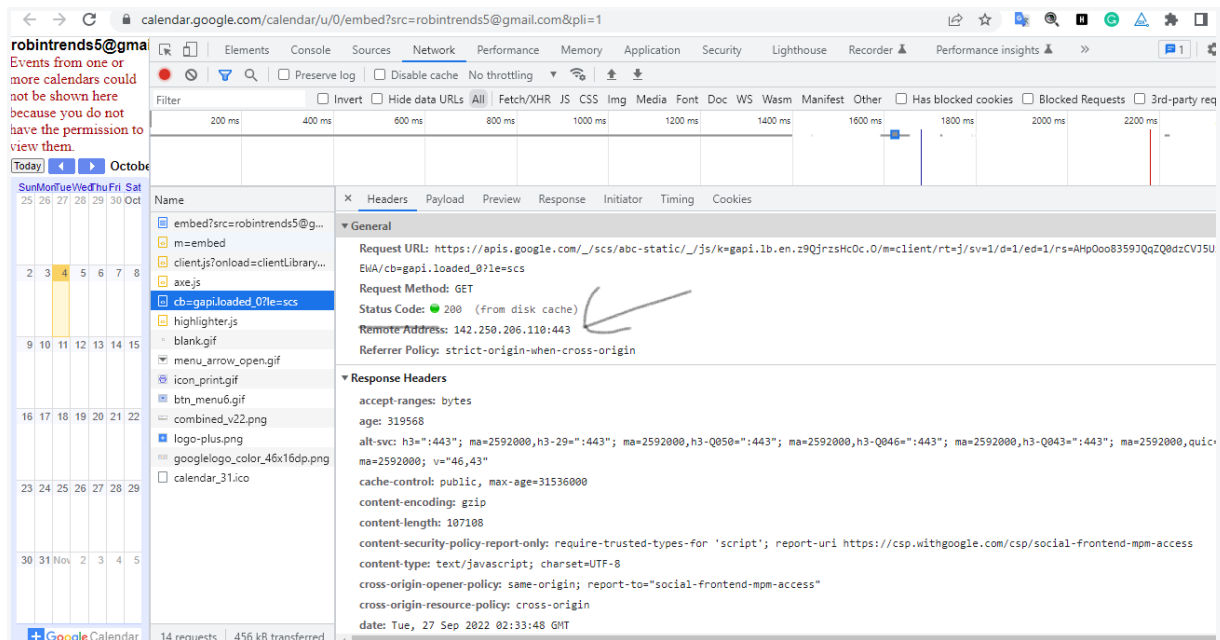 calendar.google.com/calendar/u/0/embed?src=robintrends5@gmail.com&pli=1
robintrends5@gmai
Events from one or
more calendars could
not be shown here
because you do not
have the permission to
view them.
Today
Octobe
Sun Mon Tue Wed Thu Fri Sat
25 26 27 28 29 30 Oct
2 3 4 5 6 7 8
9 10 11 12 13 14 15
16 17 18 19 20 21 22
23 24 25 26 27 28 29
30 31 Nov 2 3 4 5
Google Calendar
Elements Console Sources Network Performance Memory Application Security Lighthouse Recorder Performance insights » 1
Preserve log Disable cache No throttling
Filter Invert Hide data URLs All Fetch/XHR JS CSS Img Media Font Doc WS Wasm Manifest Other Has blocked cookies Blocked Requests 3rd-party req
200 ms 400 ms 600 ms 800 ms 1000 ms 1200 ms 1400 ms 1600 ms 1800 ms 2000 ms 2200 ms
Name
embed?src=robintrends5@g...
m=embed
client.js?onload=clientLibrary...
axe.js
cb=gapi.loaded_0?le=scs
highlighter.js
blank.gif
menu_arrow_open.gif
icon_print.gif
btn_menu6.gif
combined_v22.png
logo-plus.png
googlelogo_color_46x16dp.png
calendar_31.ico
14 requests 456 kB transferred
Headers Payload Preview Response Initiator Timing Cookies
General
Request URL: https://apis.google.com/_/scs/abc-static/_/js/k=gapi.lb.en.z9QjrzsHcOc.O/m=client/rt=j/sv=1/d=1/ed=1/rs=AHpOoo8359JQqZQ0dzCVJ5U
EWA/cb=gapi.loaded_0?le=scs
Request Method: GET
Status Code: 200 (from disk cache)
Remote Address: 142.250.206.110:443
Referrer Policy: strict-origin-when-cross-origin
Response Headers
accept-ranges: bytes
age: 319568
alt-svc: h3=":443"; ma=2592000,h3-29=":443"; ma=2592000,h3-Q050=":443"; ma=2592000,h3-Q046=":443"; ma=2592000,h3-Q043=":443"; ma=2592000,quic=
ma=2592000; v="46,43"
cache-control: public, max-age=31536000
content-encoding: gzip
content-length: 107108
content-security-policy-report-only: require-trusted-types-for 'script'; report-uri https://csp.withgoogle.com/csp/social-frontend-mpm-access
content-type: text/javascript; charset=UTF-8
cross-origin-opener-policy: same-origin; report-to="social-frontend-mpm-access"
cross-origin-resource-policy: cross-origin
date: Tue, 27 Sep 2022 02:33:48 GMT